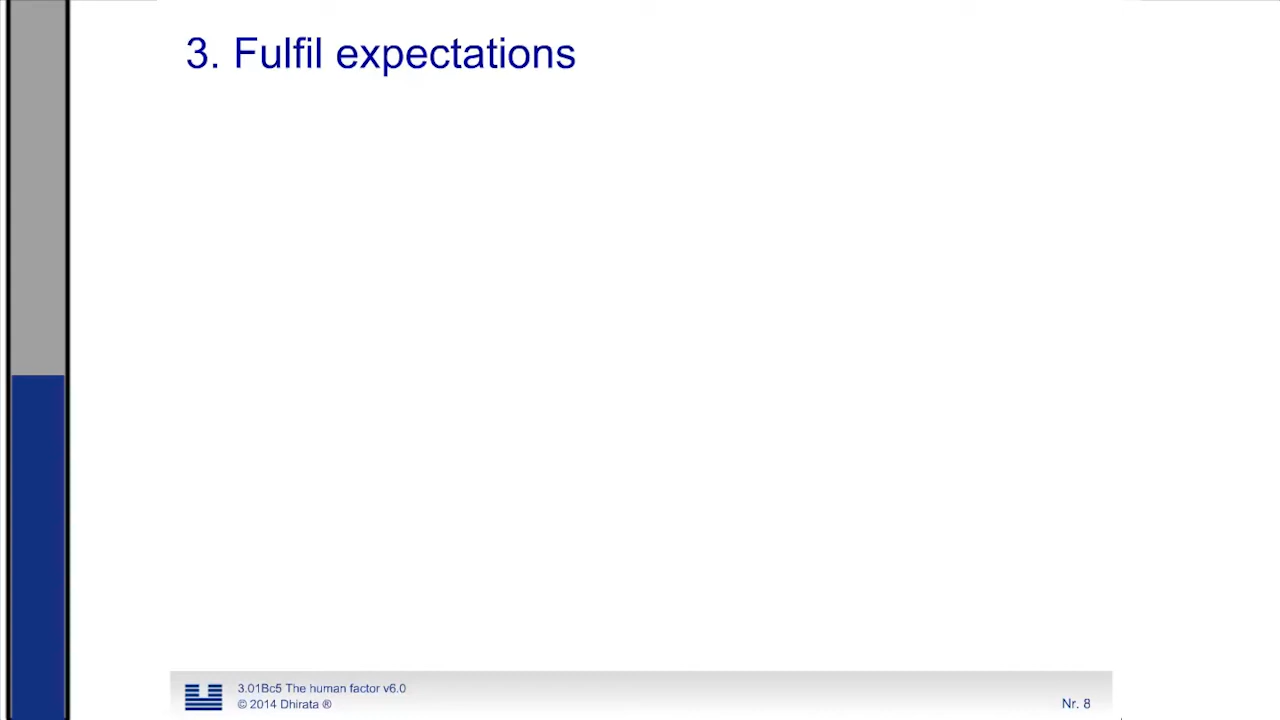 3. Fulfil expectations
3.01Bc5 The human factor v6.0
© 2014 Dhirata ®
Nr. 8